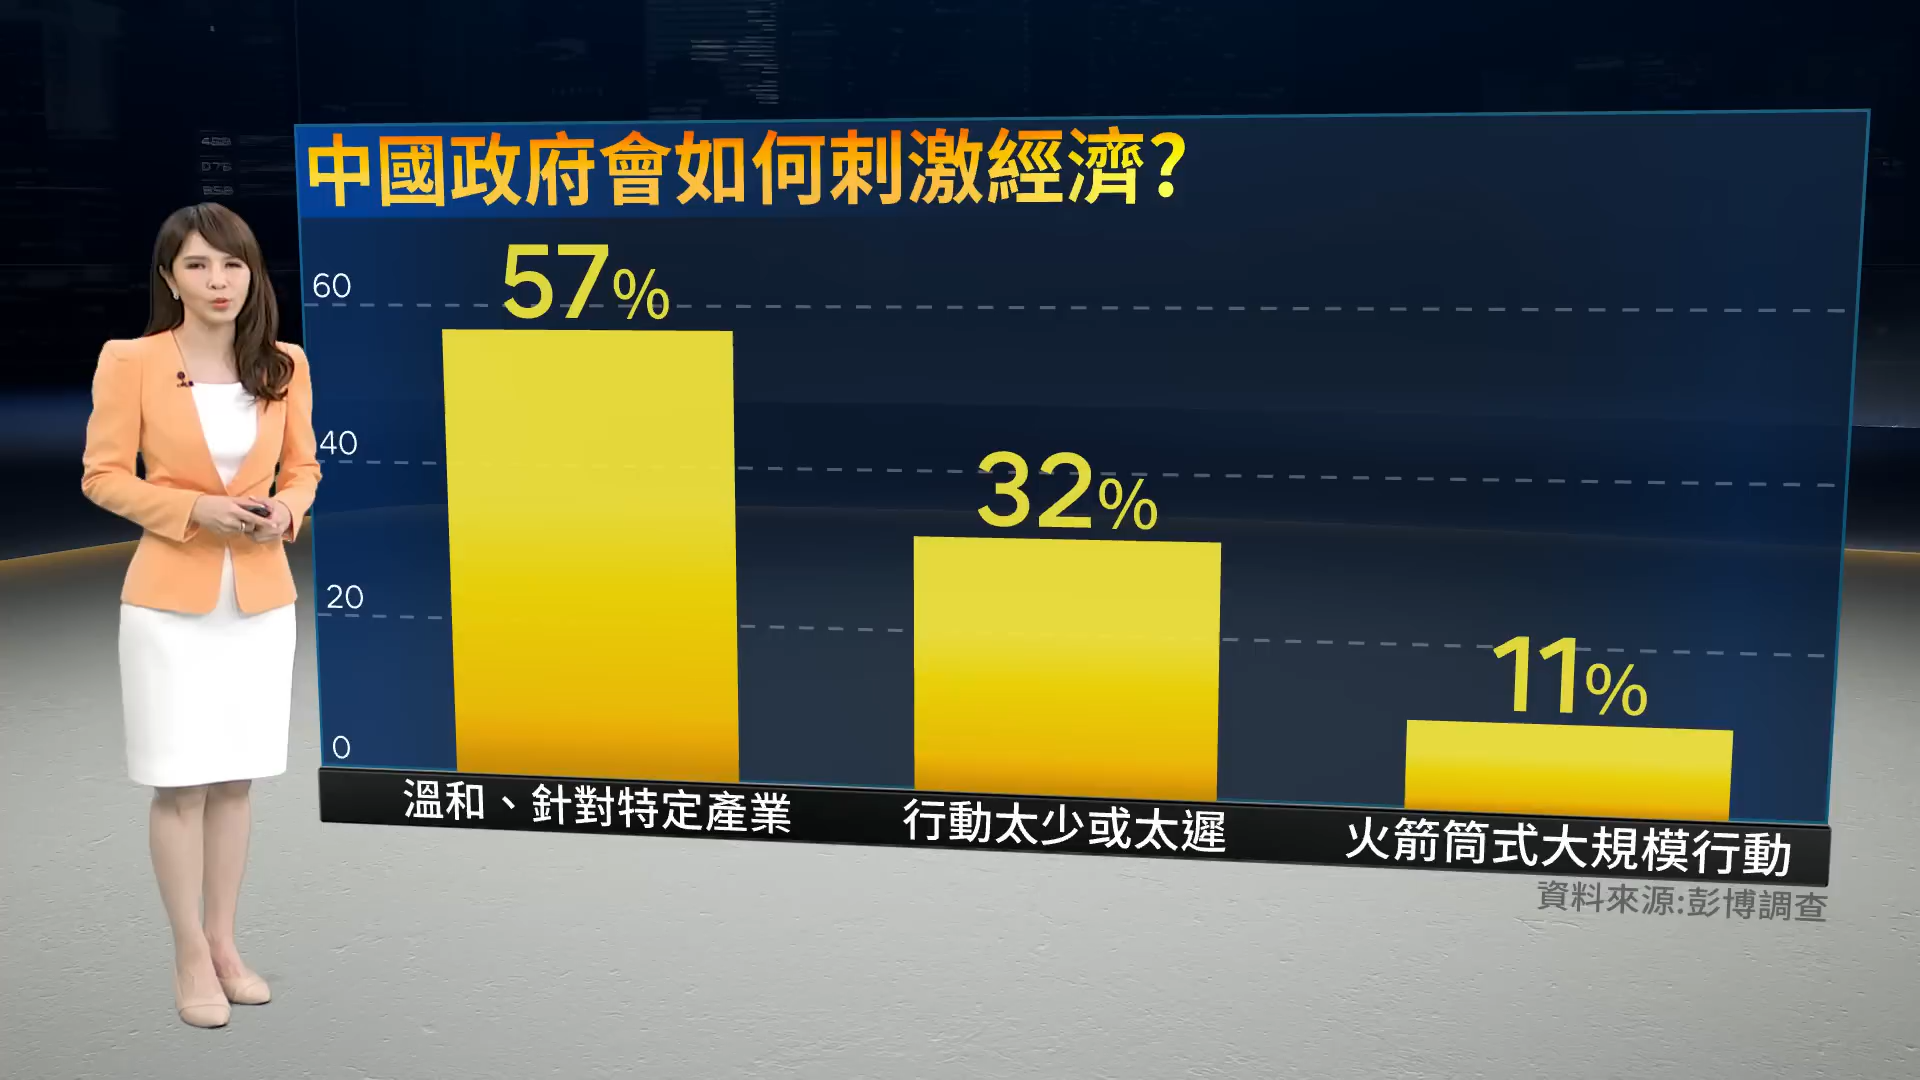 中國政府會如何刺激經濟?
60
57%
40
32%
20
11%
0
溫和、針對特定產業
行動太少或太遲
火箭筒式大規模行動
資料來源:彭博調查